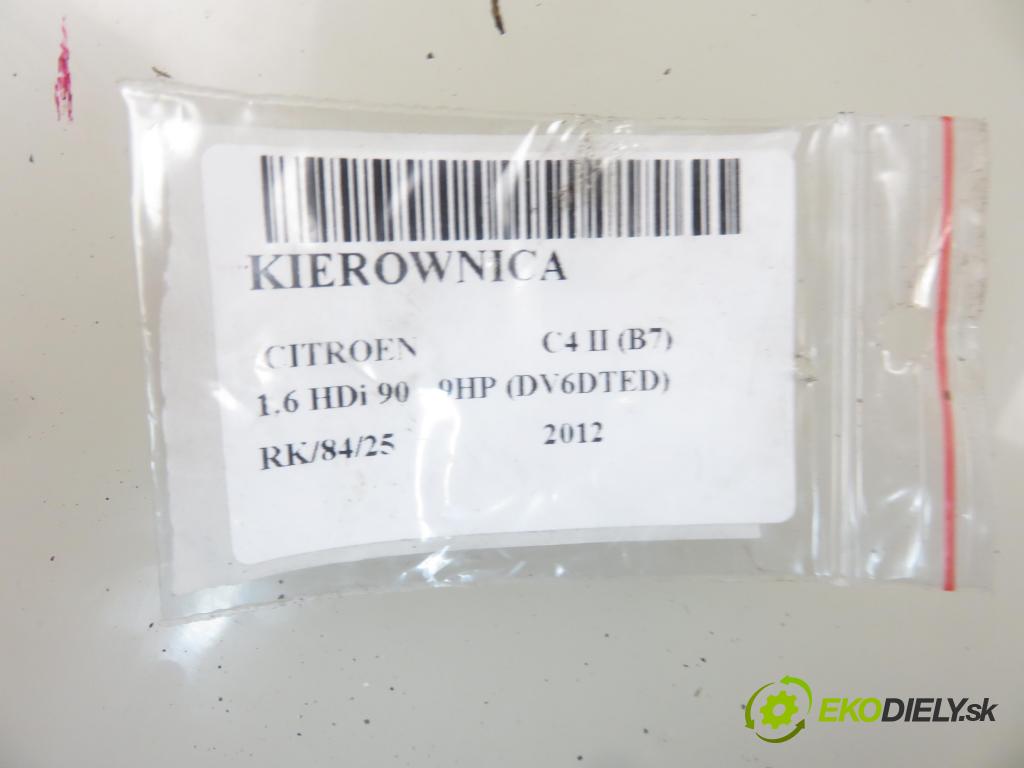 KIEROWNICA
CITROEN C4 II (B7)
1.6 HDi 90 9HP (DV6DTED)
RK/84/25 2012
EKODIELY.sk